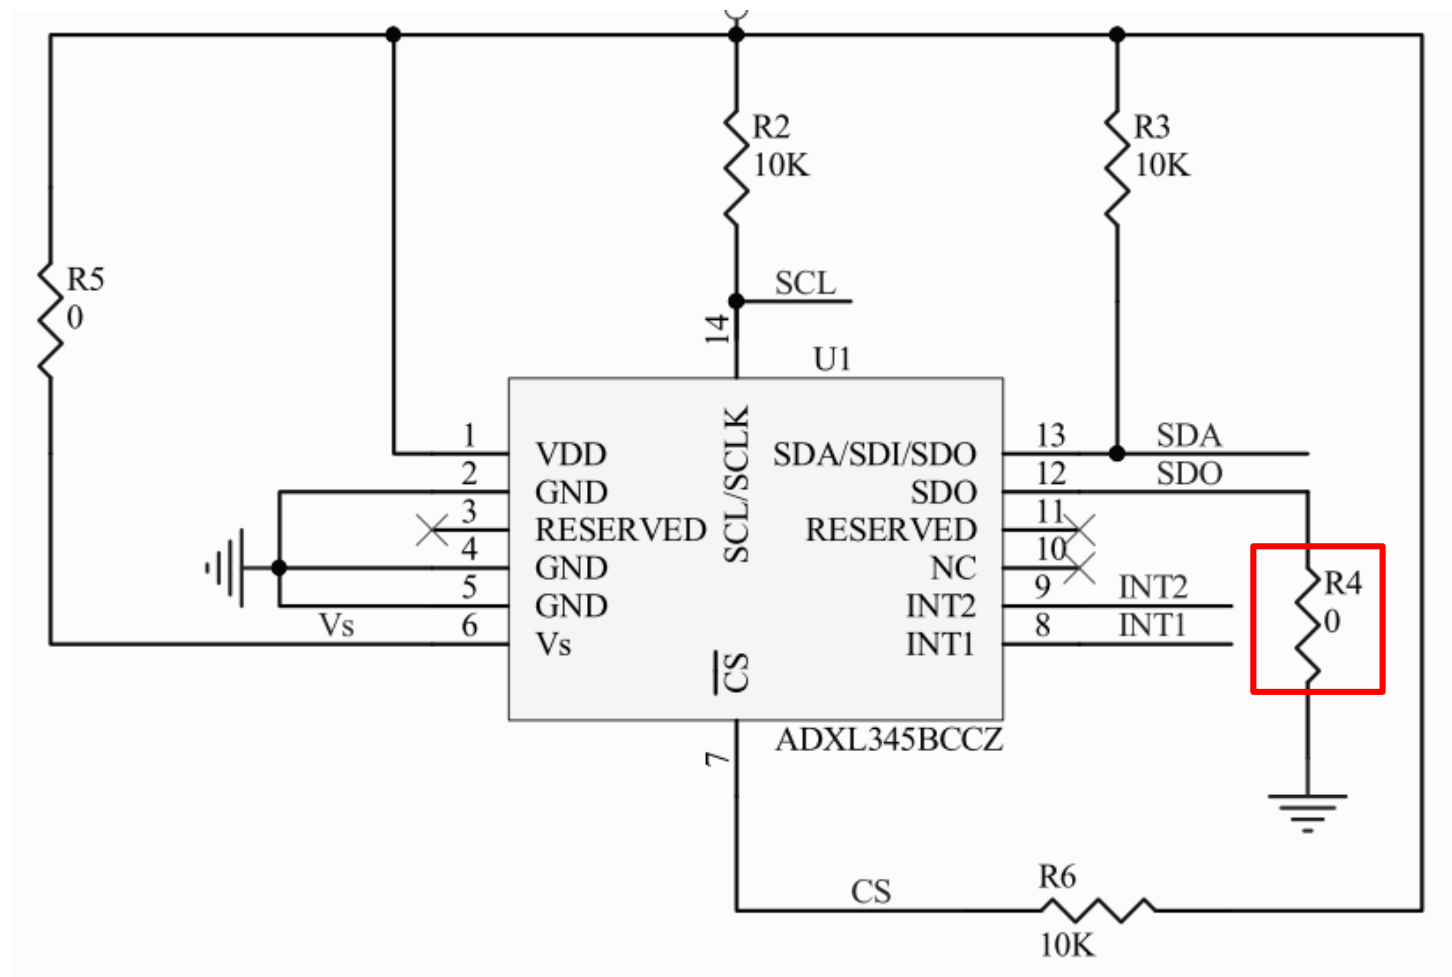 R2
10K
R3
10K
R5
0
SCL
14
U1
1
VDD
2
GND
3
RESERVED
4
GND
5
GND
Vs
6
Vs
SCL/SCLK
CS
SDA/SDI/SDO
13
SDA
SDO
12
SDO
RESERVED
11
NC
10
INT2
9
INT2
INT1
8
INT1
R4
0
ADXL345BCCZ
7
CS
R6
10K